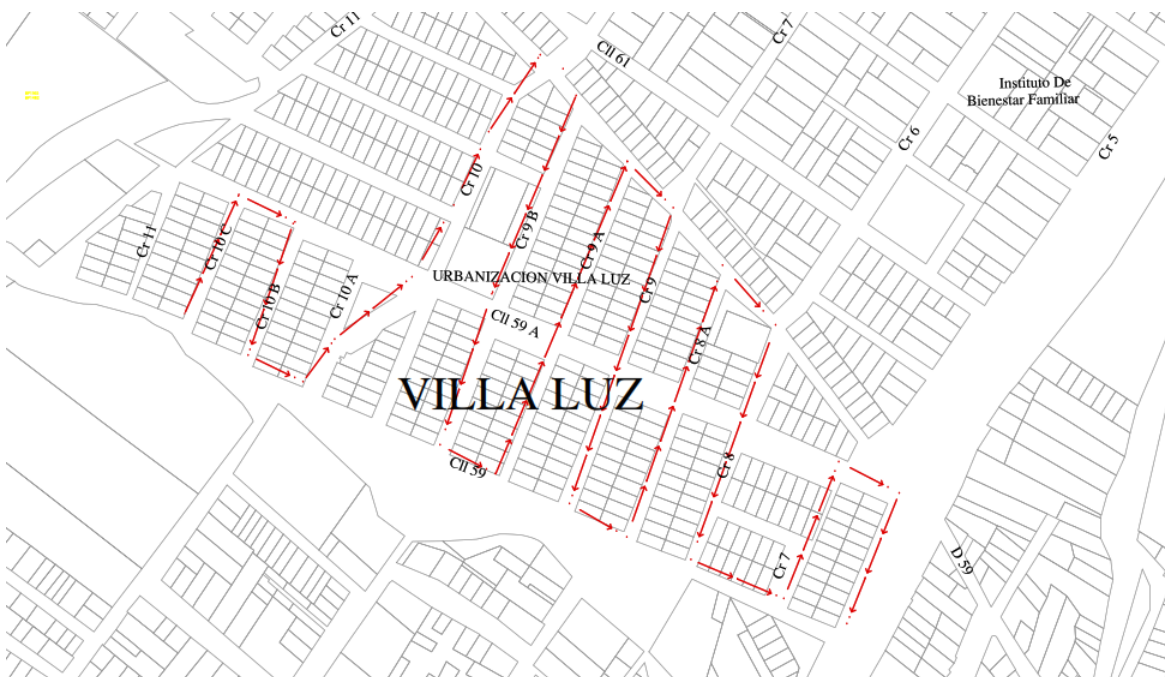 Cr 11
Cll 61
Cr 7
Instituto De
Bienestar Familiar
Cr 6
Cr 5
Cr 10
Cr 11
Cr 10 C
Cr 9 B
Cr 9 A
URBANIZACION VILLA LUZ
Cr 10 B
Cr 10 A
Cr 9
Cll 59 A
Cr 8 A
VILLA LUZ
Cll 59
Cr 8
Cr 7
D 59